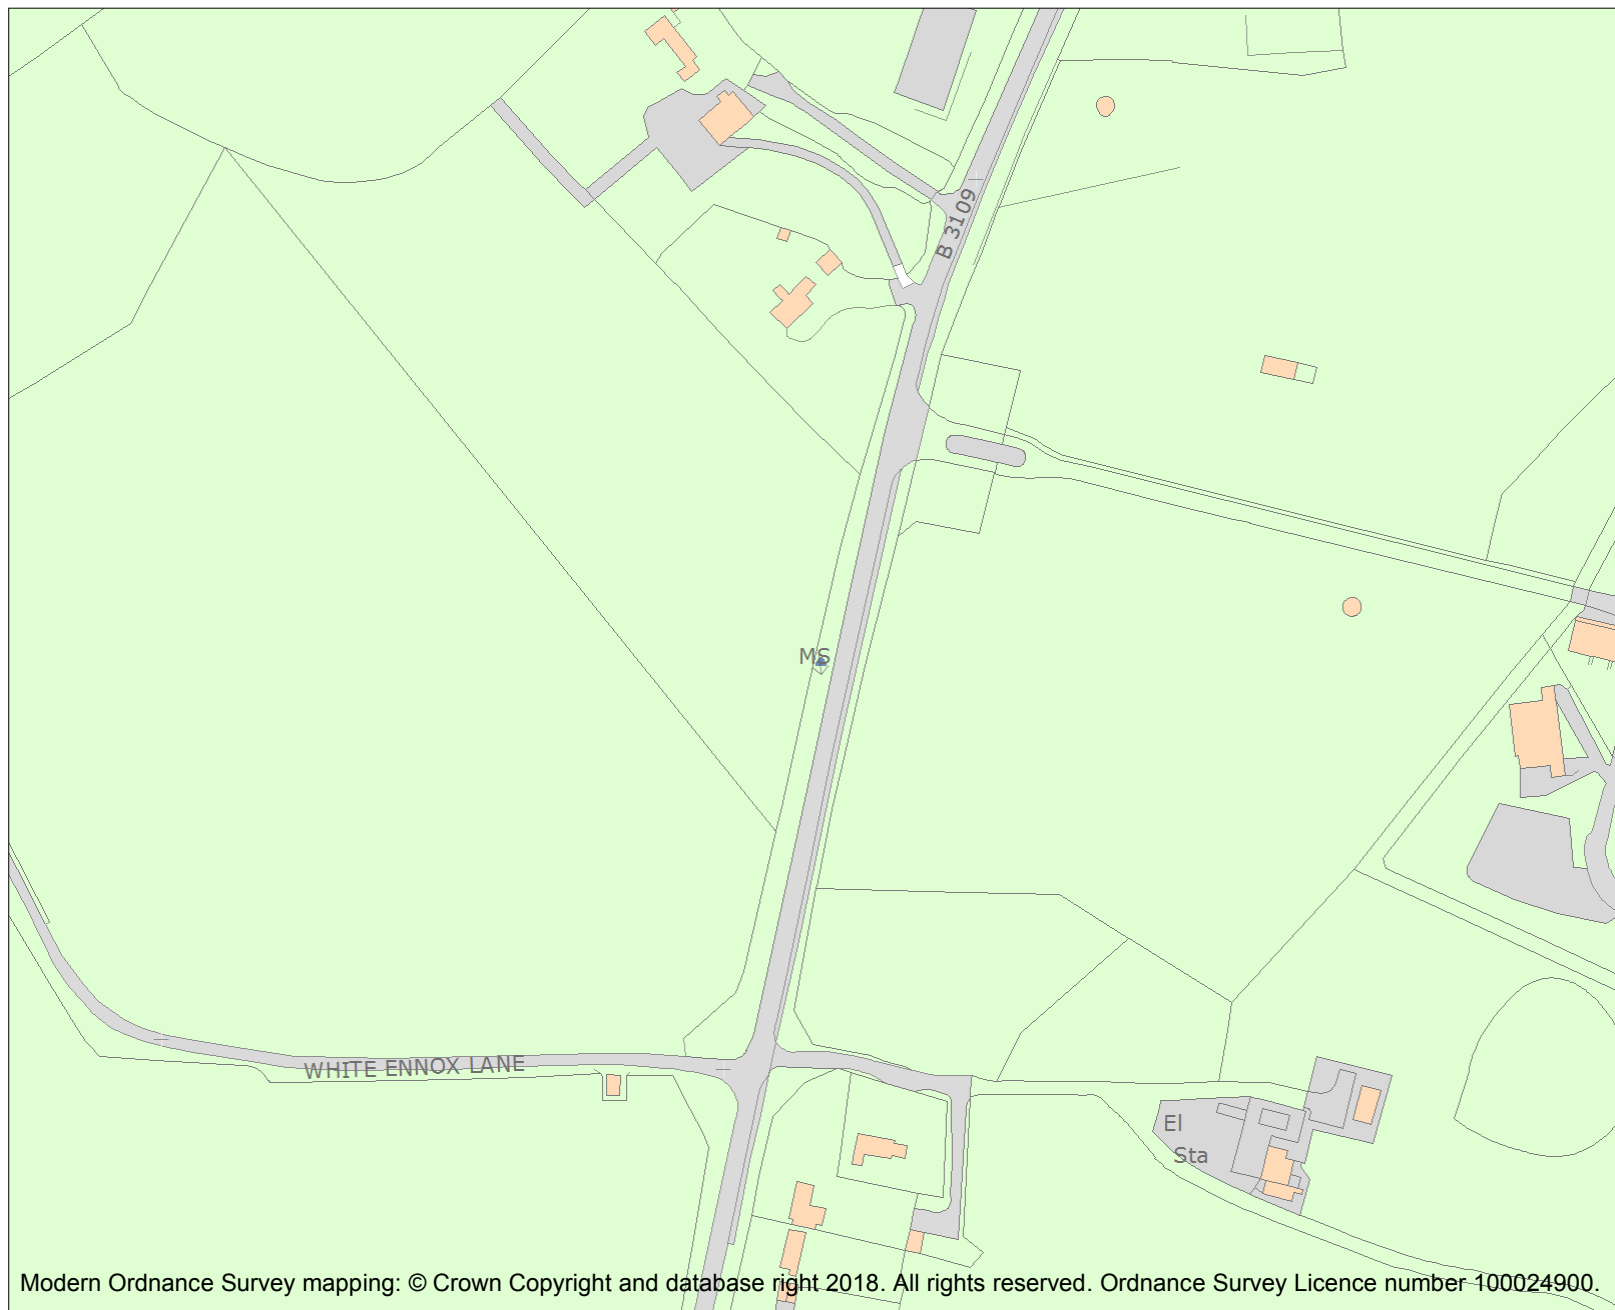 B 3109
MS
WHITE ENNOX LANE
El
Sta
Modern Ordnance Survey mapping: © Crown Copyright and database right 2018. All rights reserved. Ordnance Survey Licence number 100024900.